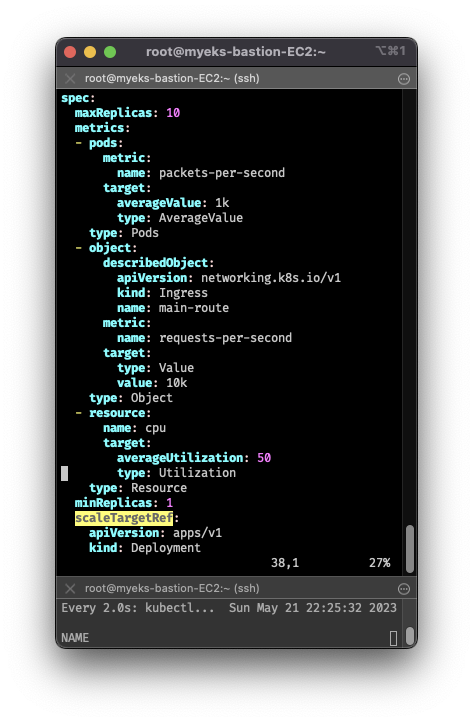 root@myeks-bastion-EC2:~
⌥⌘1
root@myeks-bastion-EC2:~ (ssh)
spec:
  maxReplicas: 10
  metrics:
  - pods:
      metric:
        name: packets-per-second
      target:
        averageValue: 1k
        type: AverageValue
    type: Pods
  - object:
      describedObject:
        apiVersion: networking.k8s.io/v1
        kind: Ingress
        name: main-route
      metric:
        name: requests-per-second
      target:
        type: Value
        value: 10k
    type: Object
  - resource:
      name: cpu
      target:
        averageUtilization: 50
        type: Utilization
    type: Resource
  minReplicas: 1
  scaleTargetRef:
    apiVersion: apps/v1
    kind: Deployment
38,1 27%
root@myeks-bastion-EC2:~ (ssh)
Every 2.0s: kubectl... Sun May 21 22:25:32 2023
NAME